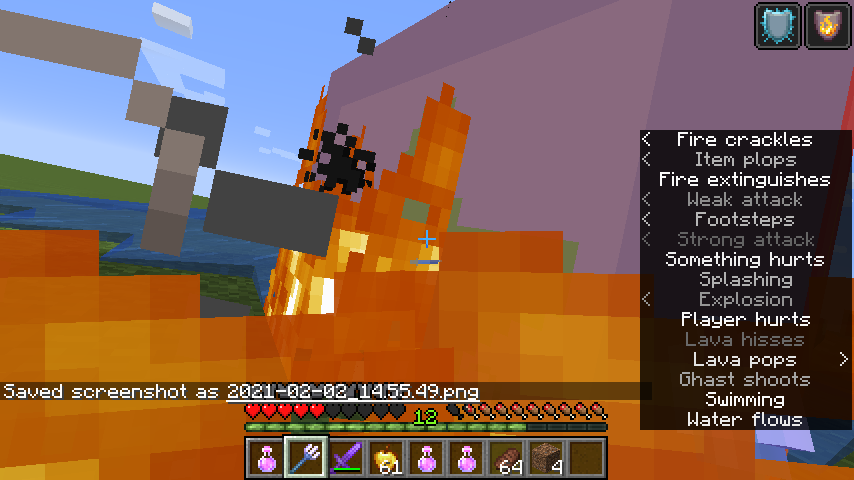 Fire crackles
Item plops
Fire extinguishes
Weak attack
Footsteps
Strong attack
Something hurts
Splashing
Explosion
Player hurts
Lava hisses
Lava pops
Ghast shoots
Swimming
Water flows
Saved screenshot as 2021-02-02_14.55.49.png
12
61
64
4